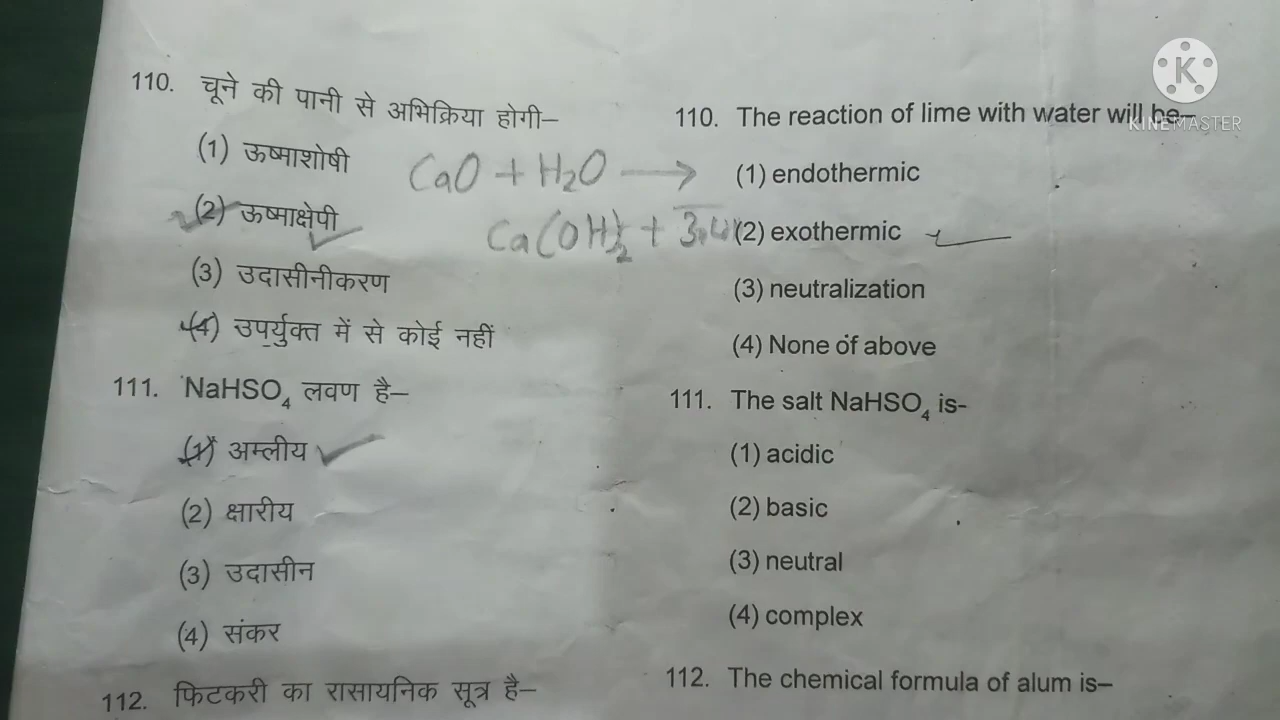 110. चूने की पानी से अभिक्रिया होगी–
(1) ऊष्माशोषी
(2) ऊष्माक्षेपी
(3) उदासीनीकरण
(4) उपर्युक्त में से कोई नहीं
CaO + H₂O ⟶
Ca(OH)₂ +
111. NaHSO₄ लवण है–
(1) अम्लीय
(2) क्षारीय
(3) उदासीन
(4) संकर
112. फिटकरी का रासायनिक सूत्र है–
K
KINEMASTER
110. The reaction of lime with water will be–
(1) endothermic
(2) exothermic
(3) neutralization
(4) None of above
111. The salt NaHSO₄ is-
(1) acidic
(2) basic
(3) neutral
(4) complex
112. The chemical formula of alum is–